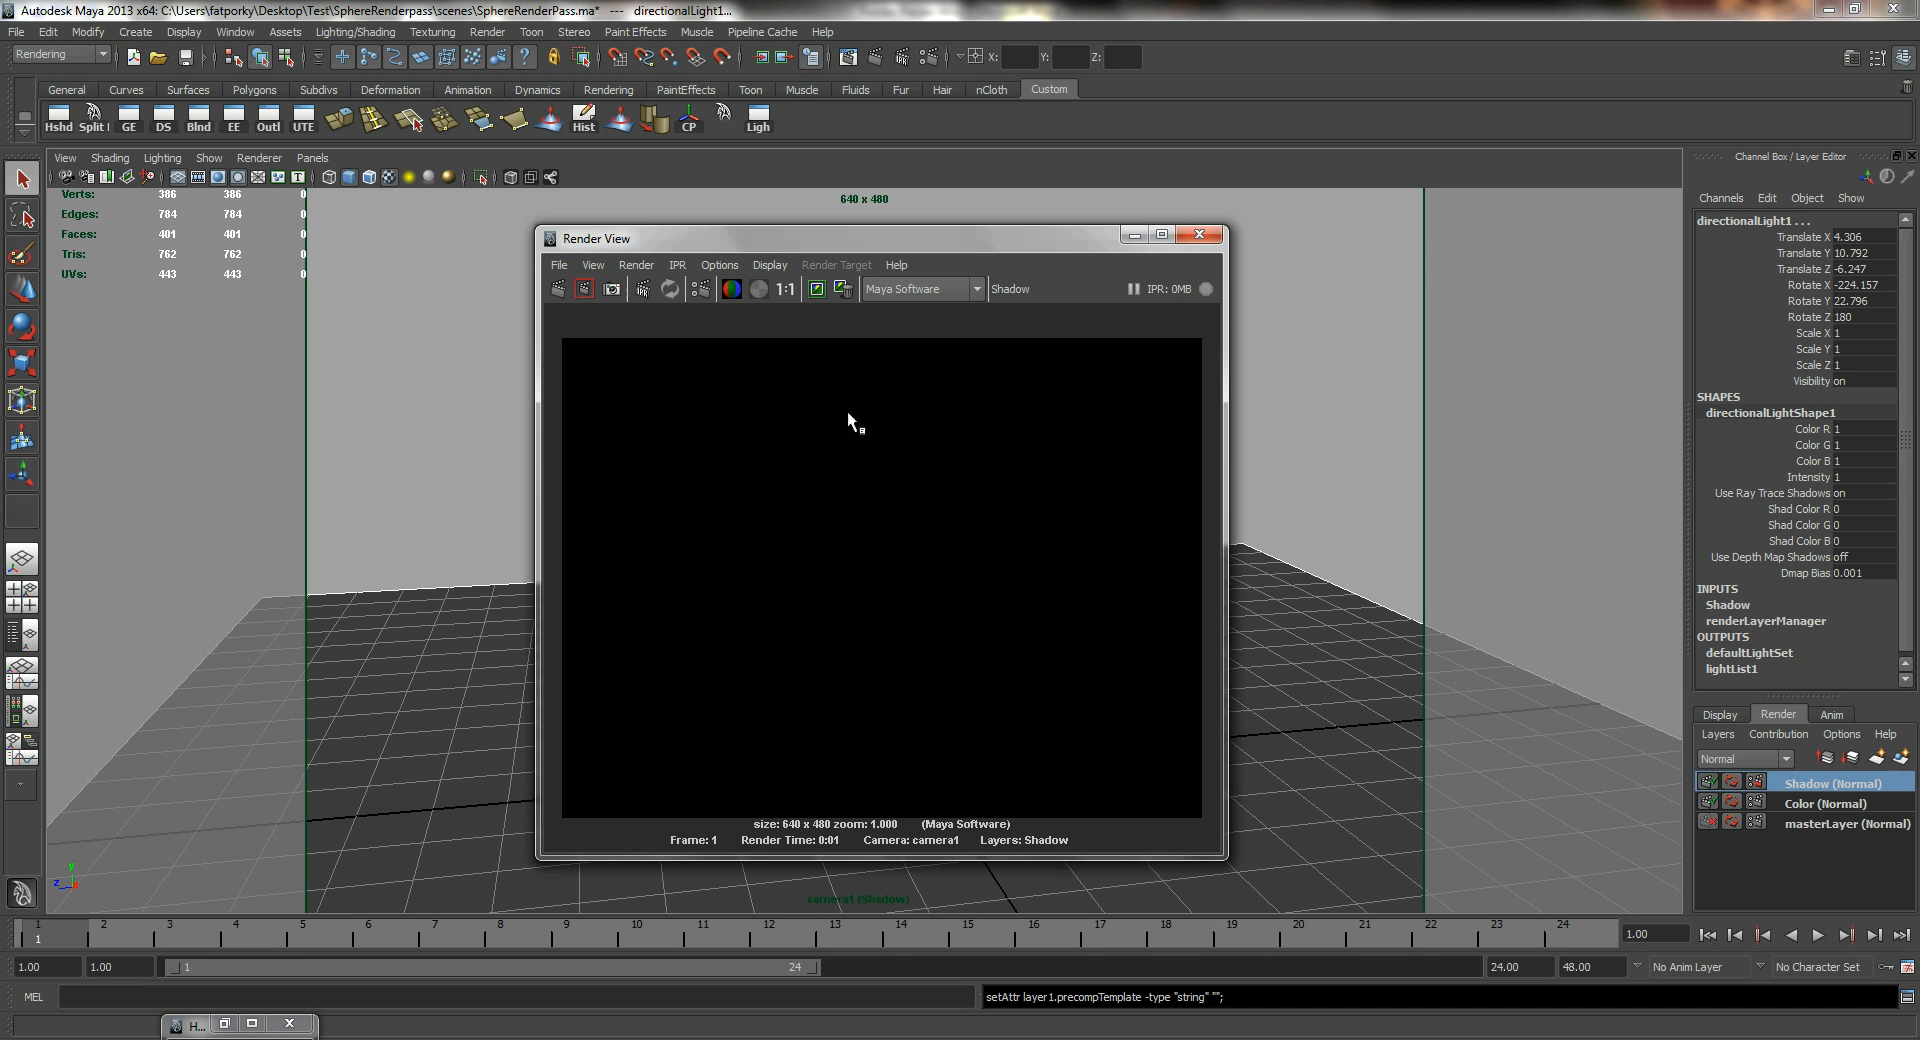 Autodesk Maya 2013 x64: C:\Users\fatporky\Desktop\Test\SphereRenderpass\scenes\SphereRenderPass.ma* --- directionalLight1...
File Edit Modify Create Display Window Assets Lighting/Shading Texturing Render Toon Stereo Paint Effects Muscle Pipeline Cache Help
Rendering X: Y: Z:
General Curves Surfaces Polygons Subdivs Deformation Animation Dynamics Rendering PaintEffects Toon Muscle Fluids Fur Hair nCloth Custom
Hshd Split GE DS Blnd EE Outl UTE Hist CP Ligh
View Shading Lighting Show Renderer Panels
Verts: 386 386 0
Edges: 784 784 0
Faces: 401 401 0
Tris: 762 762 0
UVs: 443 443 0
640 x 480
Render View
File View Render IPR Options Display Render Target Help
1:1 Maya Software Shadow IPR: 0MB
size: 640 x 480 zoom: 1.000 (Maya Software)
Frame: 1 Render Time: 0:01 Camera: camera1 Layers: Shadow
camera1 (Shadow)
y
z x
Channel Box / Layer Editor
Channels Edit Object Show
directionalLight1 . . .
Translate X 4.306
Translate Y 10.792
Translate Z -6.247
Rotate X -224.157
Rotate Y 22.796
Rotate Z 180
Scale X 1
Scale Y 1
Scale Z 1
Visibility on
SHAPES
directionalLightShape1
Color R 1
Color G 1
Color B 1
Intensity 1
Use Ray Trace Shadows on
Shad Color R 0
Shad Color G 0
Shad Color B 0
Use Depth Map Shadows off
Dmap Bias 0.001
INPUTS
Shadow
renderLayerManager
OUTPUTS
defaultLightSet
lightList1
Display Render Anim
Layers Contribution Options Help
Normal
Shadow (Normal)
Color (Normal)
masterLayer (Normal)
1 2 3 4 5 6 7 8 9 10 11 12 13 14 15 16 17 18 19 20 21 22 23 24
1 1.00
1.00 1.00 1 24 24.00 48.00 No Anim Layer No Character Set
MEL setAttr layer1.precompTemplate -type "string" "";
H...